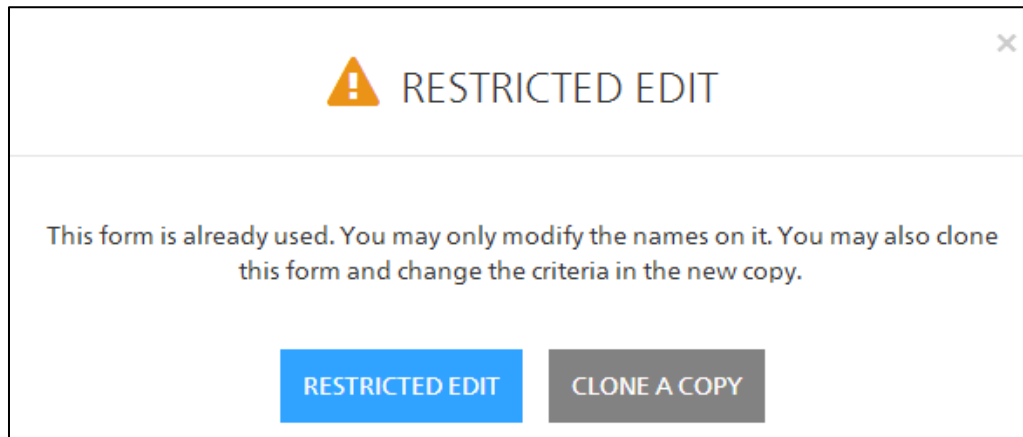 ×
RESTRICTED EDIT
This form is already used. You may only modify the names on it. You may also clone
this form and change the criteria in the new copy.
RESTRICTED EDIT
CLONE A COPY